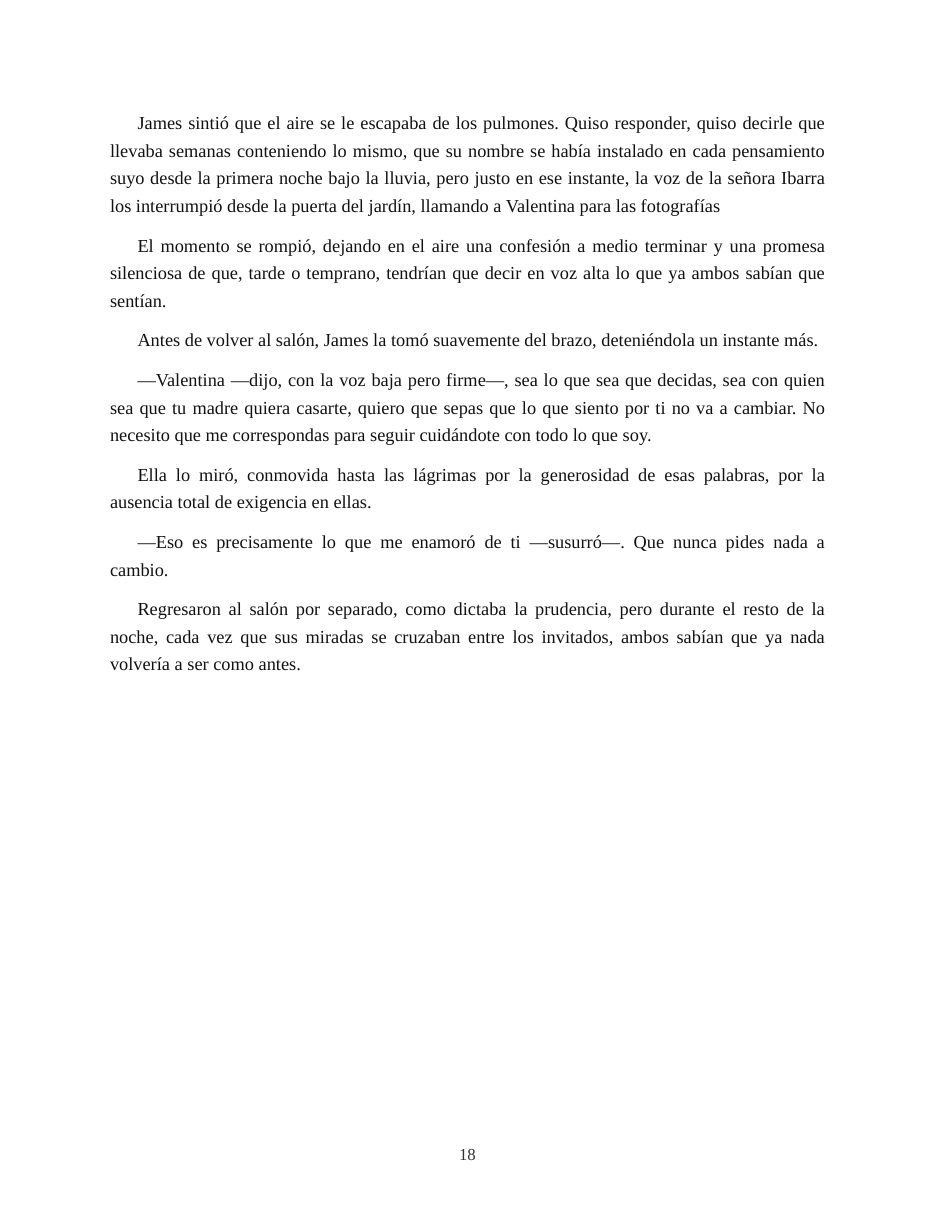 James sintió que el aire se le escapaba de los pulmones. Quiso responder, quiso decirle que
llevaba semanas conteniendo lo mismo, que su nombre se había instalado en cada pensamiento
suyo desde la primera noche bajo la lluvia, pero justo en ese instante, la voz de la señora Ibarra
los interrumpió desde la puerta del jardín, llamando a Valentina para las fotografías
El momento se rompió, dejando en el aire una confesión a medio terminar y una promesa
silenciosa de que, tarde o temprano, tendrían que decir en voz alta lo que ya ambos sabían que
sentían.
Antes de volver al salón, James la tomó suavemente del brazo, deteniéndola un instante más.
—Valentina —dijo, con la voz baja pero firme—, sea lo que sea que decidas, sea con quien
sea que tu madre quiera casarte, quiero que sepas que lo que siento por ti no va a cambiar. No
necesito que me correspondas para seguir cuidándote con todo lo que soy.
Ella lo miró, conmovida hasta las lágrimas por la generosidad de esas palabras, por la
ausencia total de exigencia en ellas.
—Eso es precisamente lo que me enamoró de ti —susurró—. Que nunca pides nada a
cambio.
Regresaron al salón por separado, como dictaba la prudencia, pero durante el resto de la
noche, cada vez que sus miradas se cruzaban entre los invitados, ambos sabían que ya nada
volvería a ser como antes.
18